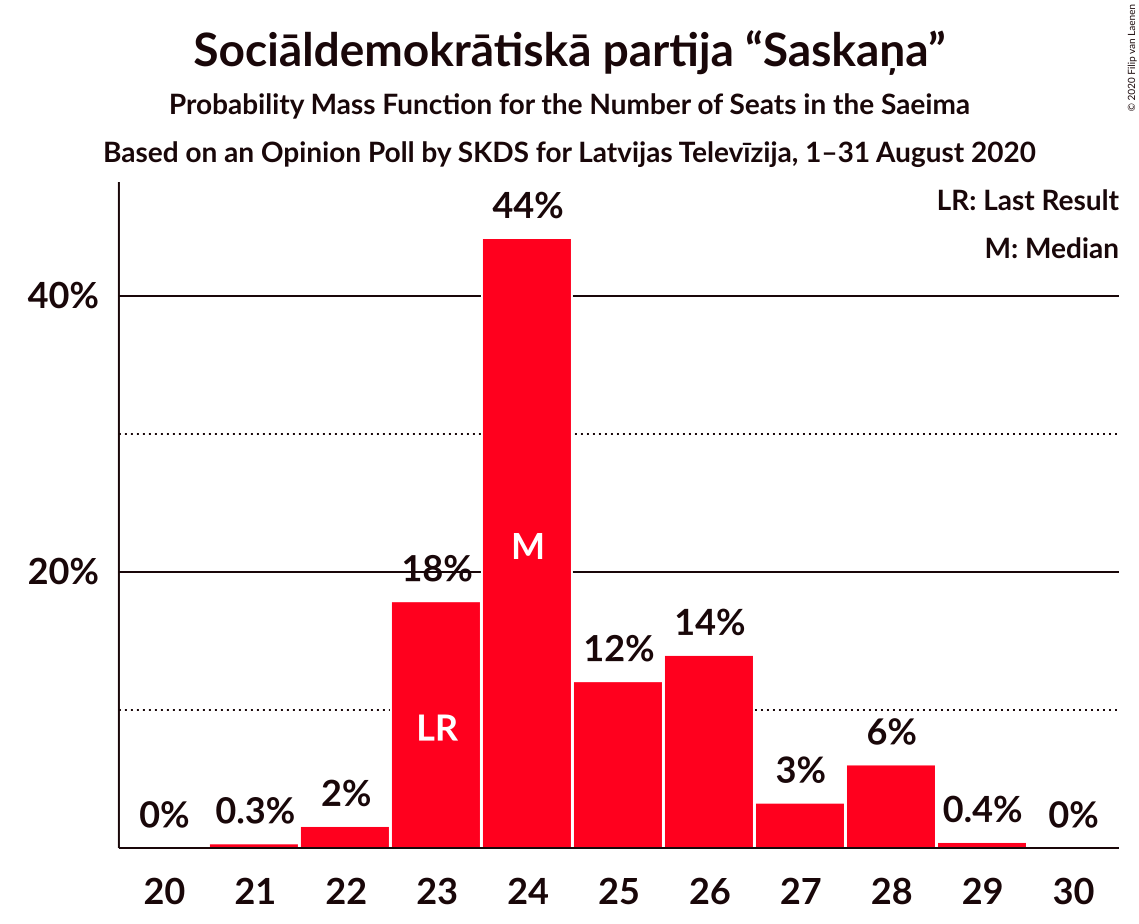 Sociāldemokrātiskā partija “Saskaņa”
Probability Mass Function for the Number of Seats in the Saeima
Based on an Opinion Poll by SKDS for Latvijas Televīzija, 1–31 August 2020
© 2020 Filip van Laenen
LR: Last Result
M: Median
44%
40%
M
20%
18%
14%
12%
LR
6%
3%
2%
0%
0.3%
0.4%
0%
20 21 22 23 24 25 26 27 28 29 30